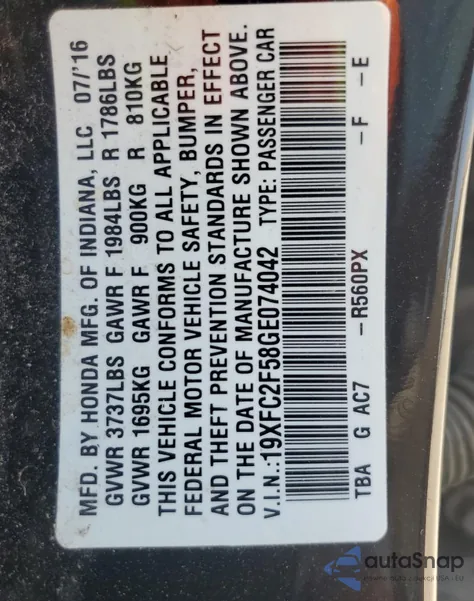 MFD. BY HONDA MFG. OF INDIANA, LLC 07/'16
GVWR 3737LBS GAWR F 1984LBS R 1786LBS
GVWR 1695KG GAWR F 900KG R 810KG
THIS VEHICLE CONFORMS TO ALL APPLICABLE
FEDERAL MOTOR VEHICLE SAFETY, BUMPER,
AND THEFT PREVENTION STANDARDS IN EFFECT
ON THE DATE OF MANUFACTURE SHOWN ABOVE.
V.I.N.:19XFC2F58GE074042 TYPE: PASSENGER CAR
TBA G AC7 –R560PX –F –E
autaSnap